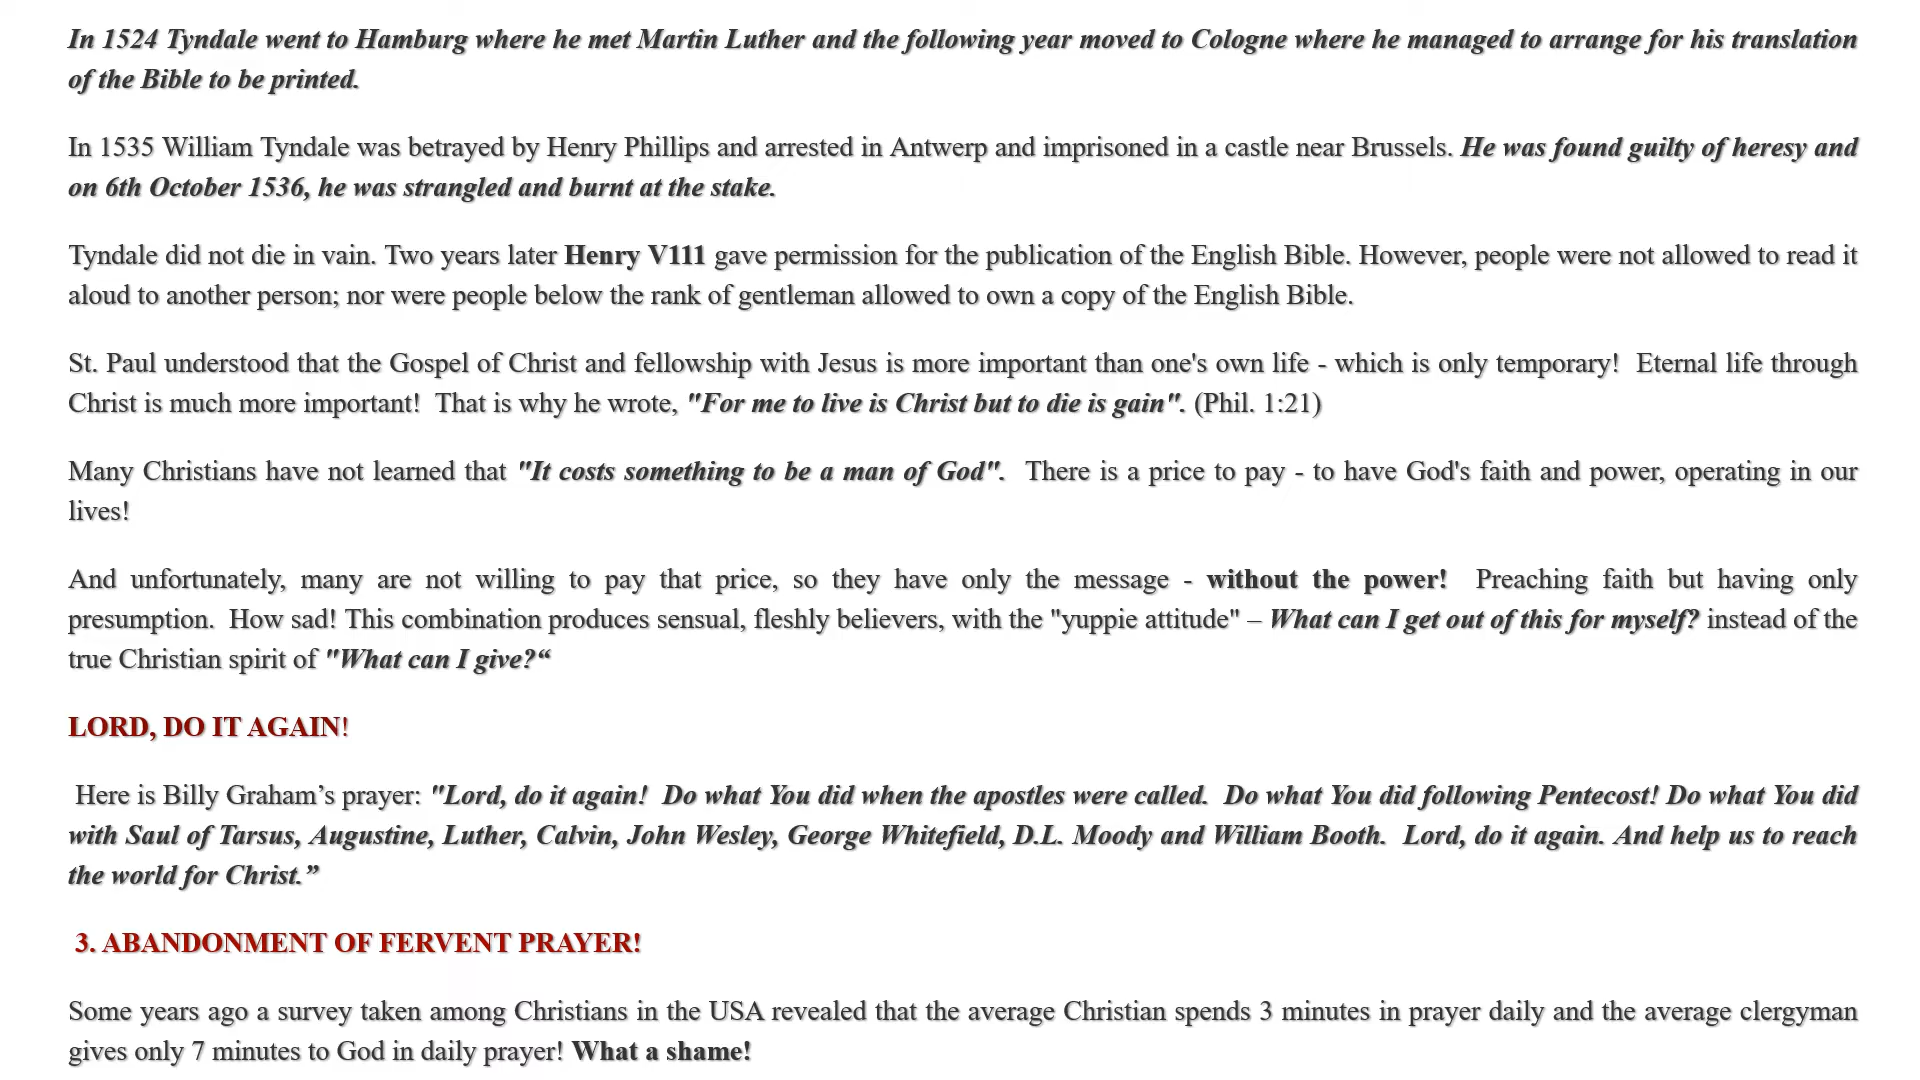 In 1524 Tyndale went to Hamburg where he met Martin Luther and the following year moved to Cologne where he managed to arrange for his translation
of the Bible to be printed.
In 1535 William Tyndale was betrayed by Henry Phillips and arrested in Antwerp and imprisoned in a castle near Brussels. He was found guilty of heresy and
on 6th October 1536, he was strangled and burnt at the stake.
Tyndale did not die in vain. Two years later Henry V111 gave permission for the publication of the English Bible. However, people were not allowed to read it
aloud to another person; nor were people below the rank of gentleman allowed to own a copy of the English Bible.
St. Paul understood that the Gospel of Christ and fellowship with Jesus is more important than one's own life - which is only temporary!  Eternal life through
Christ is much more important!  That is why he wrote, "For me to live is Christ but to die is gain". (Phil. 1:21)
Many Christians have not learned that "It costs something to be a man of God".  There is a price to pay - to have God's faith and power, operating in our
lives!
And unfortunately, many are not willing to pay that price, so they have only the message - without the power!  Preaching faith but having only
presumption.  How sad! This combination produces sensual, fleshly believers, with the "yuppie attitude" – What can I get out of this for myself? instead of the
true Christian spirit of "What can I give?“
LORD, DO IT AGAIN!
Here is Billy Graham’s prayer: "Lord, do it again!  Do what You did when the apostles were called.  Do what You did following Pentecost! Do what You did
with Saul of Tarsus, Augustine, Luther, Calvin, John Wesley, George Whitefield, D.L. Moody and William Booth.  Lord, do it again. And help us to reach
the world for Christ.”
3. ABANDONMENT OF FERVENT PRAYER!
Some years ago a survey taken among Christians in the USA revealed that the average Christian spends 3 minutes in prayer daily and the average clergyman
gives only 7 minutes to God in daily prayer! What a shame!